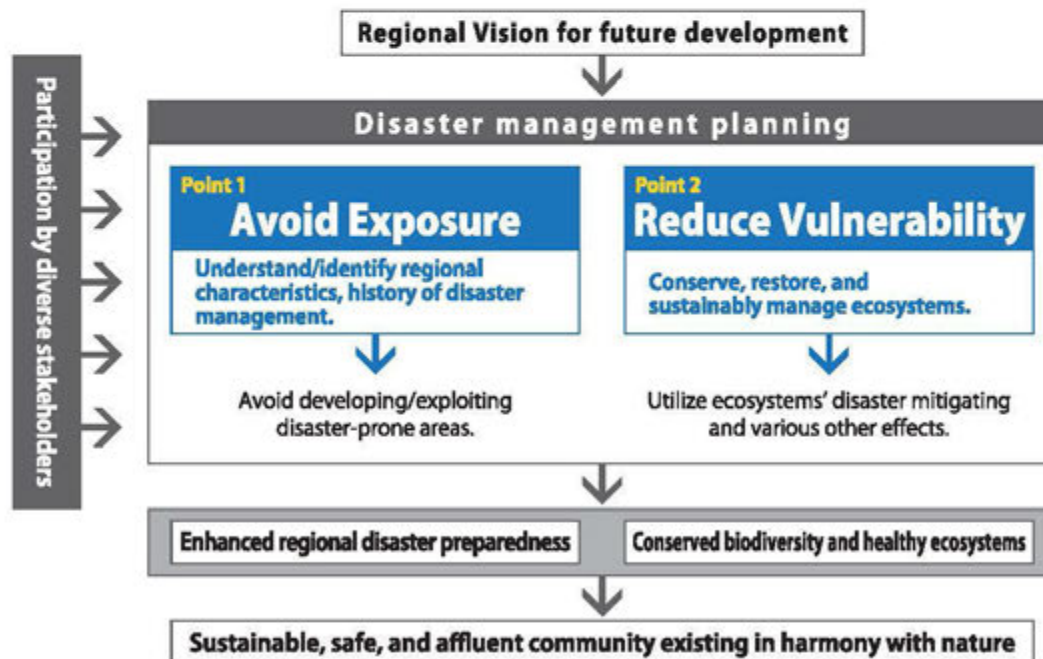 Regional Vision for future development
Participation by diverse stakeholders
Disaster management planning
Point 1
Avoid Exposure
Understand/identify regional
characteristics, history of disaster
management.
Avoid developing/exploiting
disaster-prone areas.
Point 2
Reduce Vulnerability
Conserve, restore, and
sustainably manage ecosystems.
Utilize ecosystems' disaster mitigating
and various other effects.
Enhanced regional disaster preparedness
Conserved biodiversity and healthy ecosystems
Sustainable, safe, and affluent community existing in harmony with nature